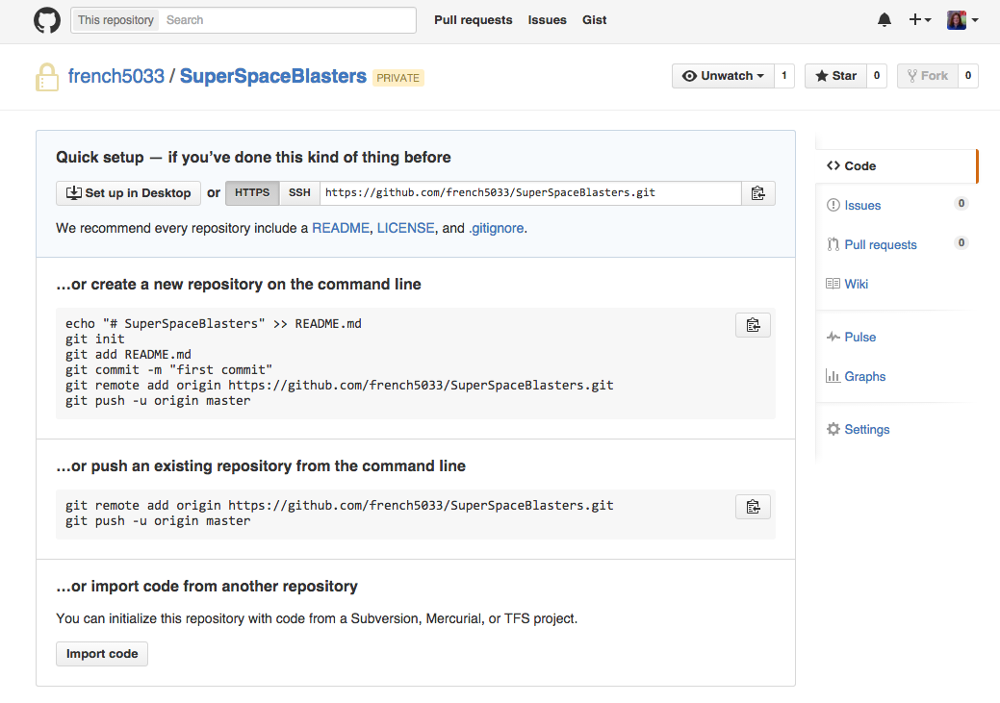 This repository Search Pull requests Issues Gist
french5033 / SuperSpaceBlasters PRIVATE Unwatch 1 Star 0 Fork 0
Quick setup — if you’ve done this kind of thing before
Set up in Desktop or HTTPS SSH https://github.com/french5033/SuperSpaceBlasters.git
We recommend every repository include a README, LICENSE, and .gitignore.
…or create a new repository on the command line
echo "# SuperSpaceBlasters" >> README.md
git init
git add README.md
git commit -m "first commit"
git remote add origin https://github.com/french5033/SuperSpaceBlasters.git
git push -u origin master
…or push an existing repository from the command line
git remote add origin https://github.com/french5033/SuperSpaceBlasters.git
git push -u origin master
…or import code from another repository
You can initialize this repository with code from a Subversion, Mercurial, or TFS project.
Import code
Code
Issues 0
Pull requests 0
Wiki
Pulse
Graphs
Settings